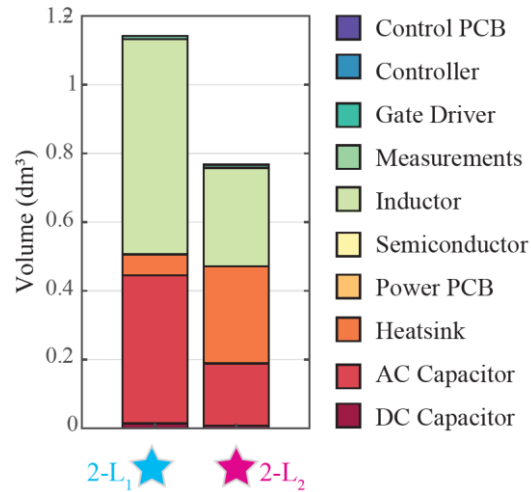 1.2
1
0.8
0.6
0.4
0.2
0
Volume (dm³)
2-L₁
2-L₂
Control PCB
Controller
Gate Driver
Measurements
Inductor
Semiconductor
Power PCB
Heatsink
AC Capacitor
DC Capacitor